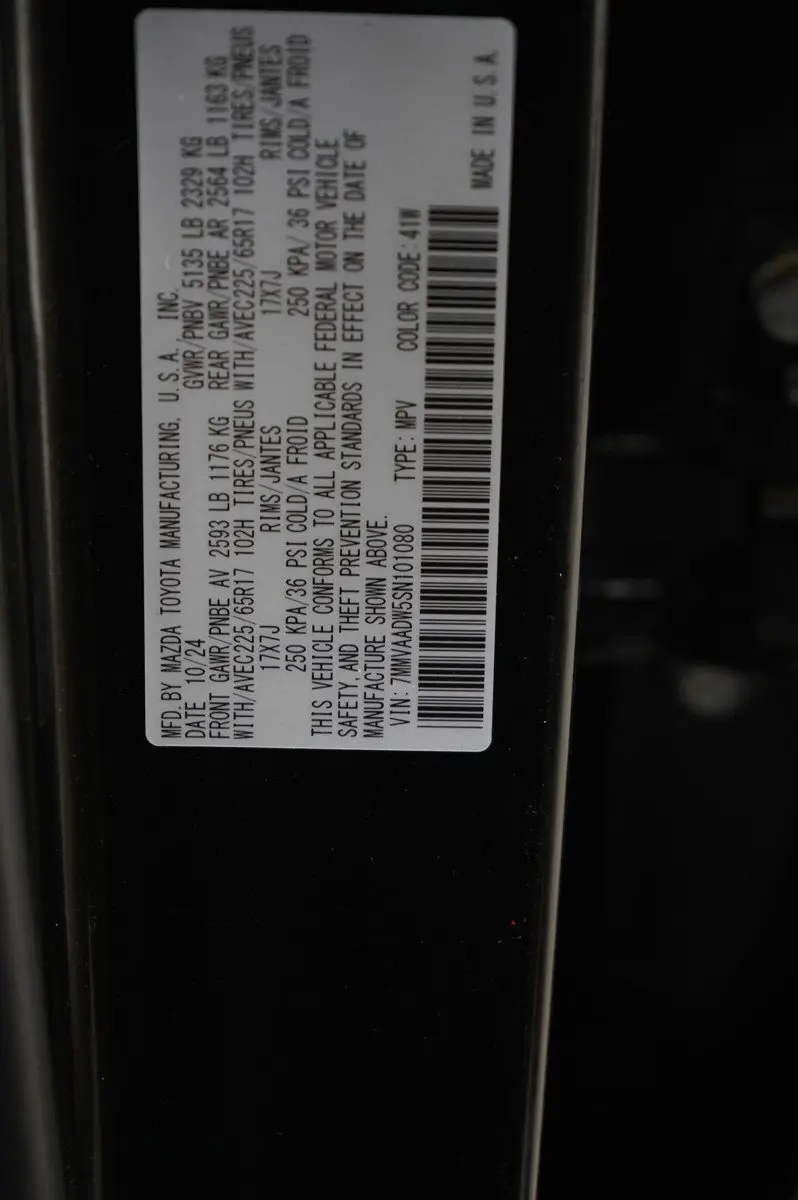 MFD. BY MAZDA TOYOTA MANUFACTURING, U.S.A., INC.
DATE 10/24 GVWR/PNBV 5135 LB 2329 KG
FRONT GAWR/PNBE AV 2593 LB 1176 KG REAR GAWR/PNBE AR 2564 LB 1163 KG
WITH/AVEC225/65R17 102H TIRES/PNEUS WITH/AVEC225/65R17 102H TIRES/PNEUS
17X7J RIMS/JANTES 17X7J RIMS/JANTES
250 KPA/36 PSI COLD/A FROID 250 KPA/36 PSI COLD/A FROID
THIS VEHICLE CONFORMS TO ALL APPLICABLE FEDERAL MOTOR VEHICLE
SAFETY, AND THEFT PREVENTION STANDARDS IN EFFECT ON THE DATE OF
MANUFACTURE SHOWN ABOVE.
VIN: 7MMVAADW5SN101080 TYPE: MPV COLOR CODE: 41W
MADE IN U.S.A